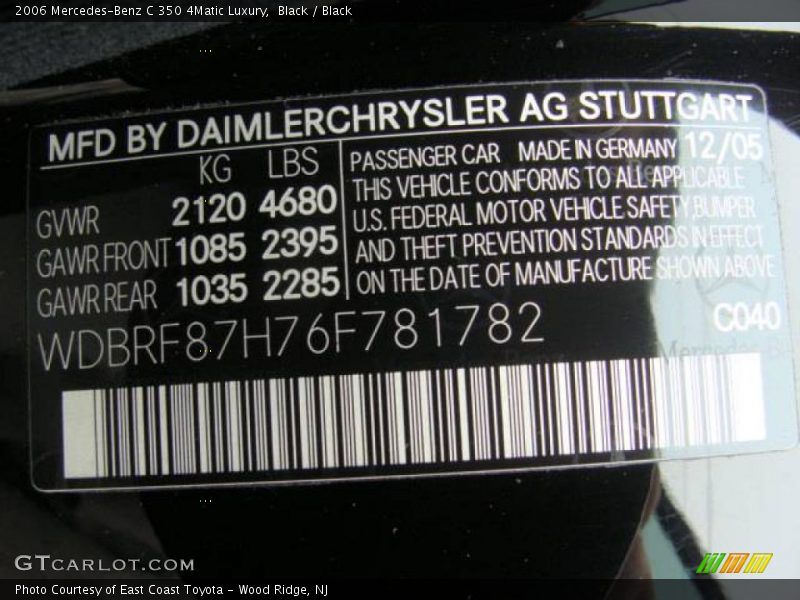 2006 Mercedes-Benz C 350 4Matic Luxury, Black / Black
MFD BY DAIMLERCHRYSLER AG STUTTGART
KG LBS
GVWR 2120 4680
GAWR FRONT 1085 2395
GAWR REAR 1035 2285
PASSENGER CAR MADE IN GERMANY 12/05
THIS VEHICLE CONFORMS TO ALL APPLICABLE
U.S. FEDERAL MOTOR VEHICLE SAFETY, BUMPER
AND THEFT PREVENTION STANDARDS IN EFFECT
ON THE DATE OF MANUFACTURE SHOWN ABOVE
WDBRF87H76F781782
C040
GTCARLOT.COM
Photo Courtesy of East Coast Toyota - Wood Ridge, NJ